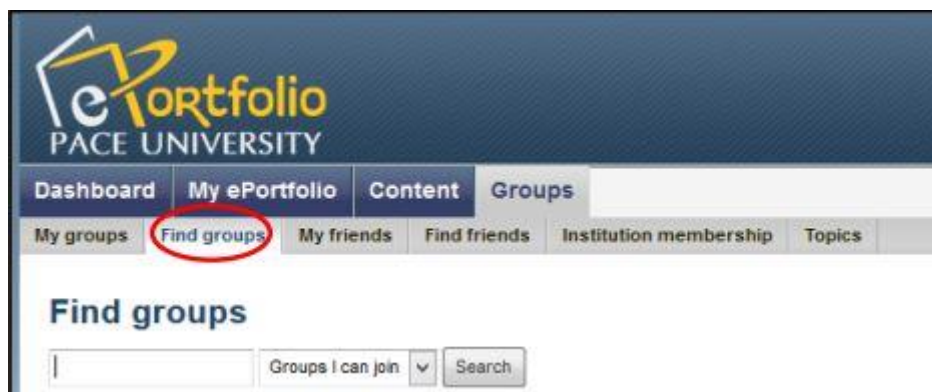 ePortfolio
PACE UNIVERSITY
Dashboard My ePortfolio Content Groups
My groups Find groups My friends Find friends Institution membership Topics
Find groups
Groups I can join Search